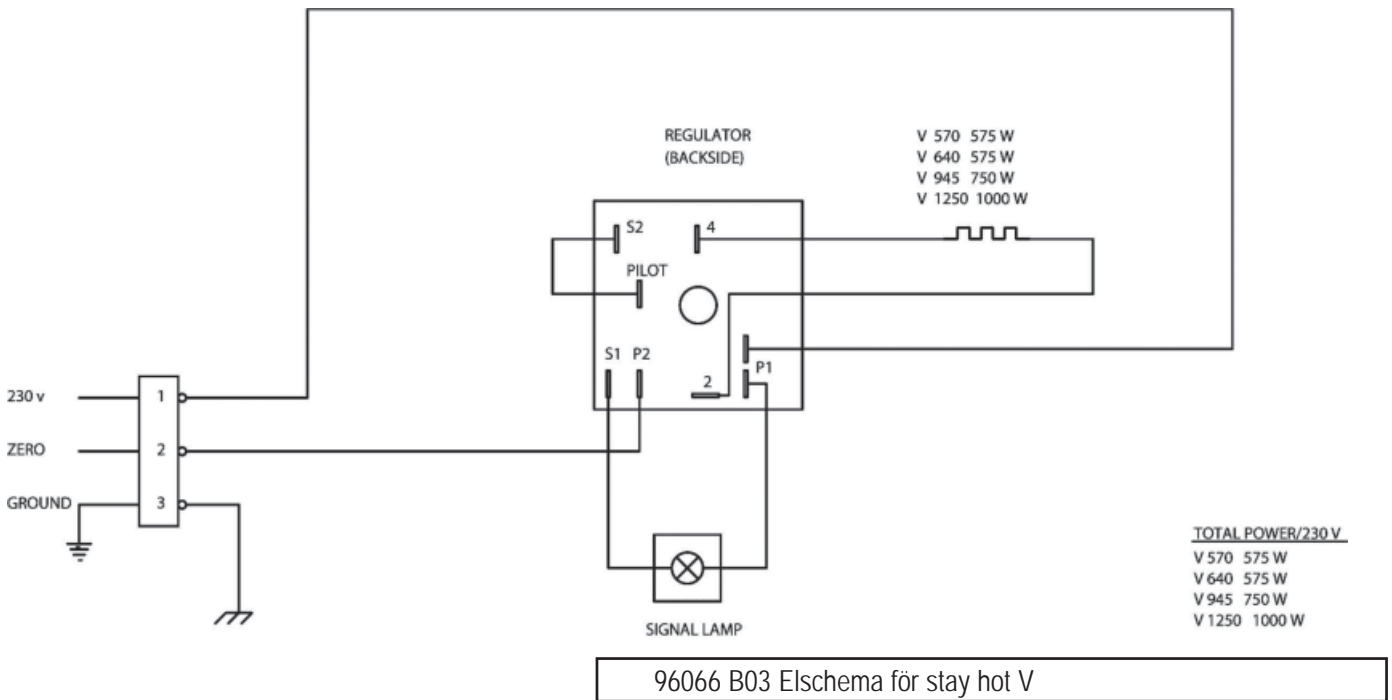 REGULATOR
(BACKSIDE)
V 570 575 W
V 640 575 W
V 945 750 W
V 1250 1000 W
S2
4
PILOT
S1 P2
2
P1
230 v
1
ZERO
2
GROUND
3
SIGNAL LAMP
TOTAL POWER/230 V
V 570 575 W
V 640 575 W
V 945 750 W
V 1250 1000 W
96066 B03 Elschema för stay hot V